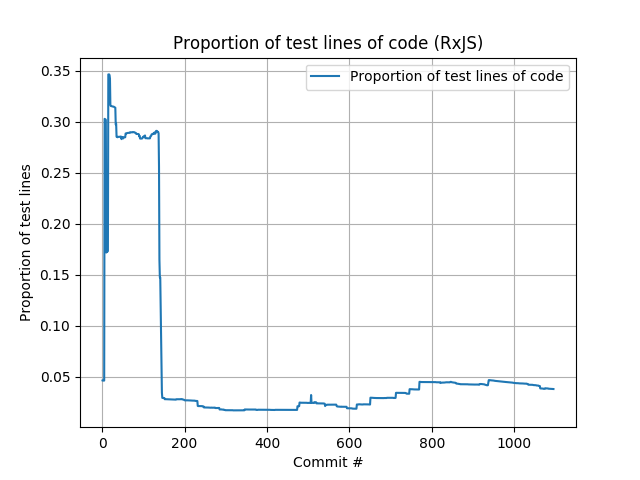 Proportion of test lines of code (RxJS)
Proportion of test lines of code
0.35
0.30
0.25
0.20
0.15
0.10
0.05
Proportion of test lines
0 200 400 600 800 1000
Commit #